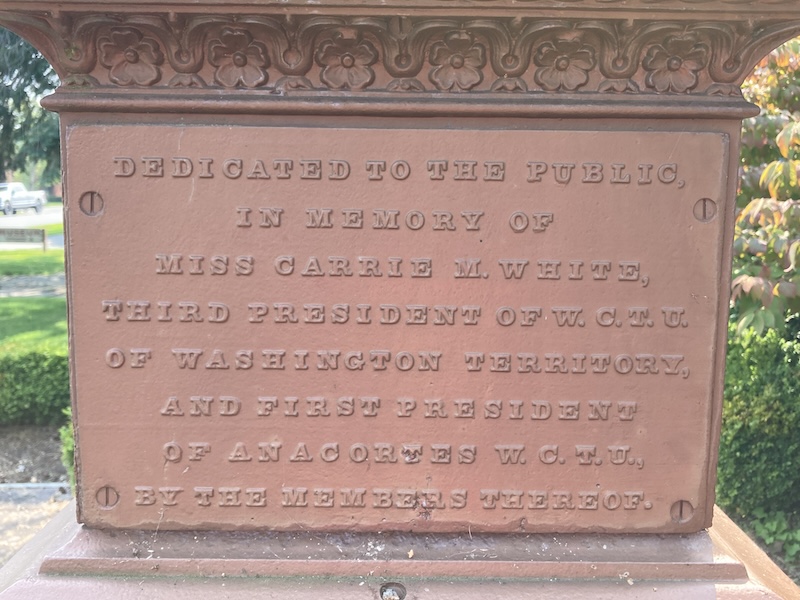 DEDICATED TO THE PUBLIC,
IN MEMORY OF
MISS CARRIE M. WHITE,
THIRD PRESIDENT OF W. C. T. U.
OF WASHINGTON TERRITORY,
AND FIRST PRESIDENT
OF ANACORTES W. C. T. U.,
BY THE MEMBERS THEREOF.